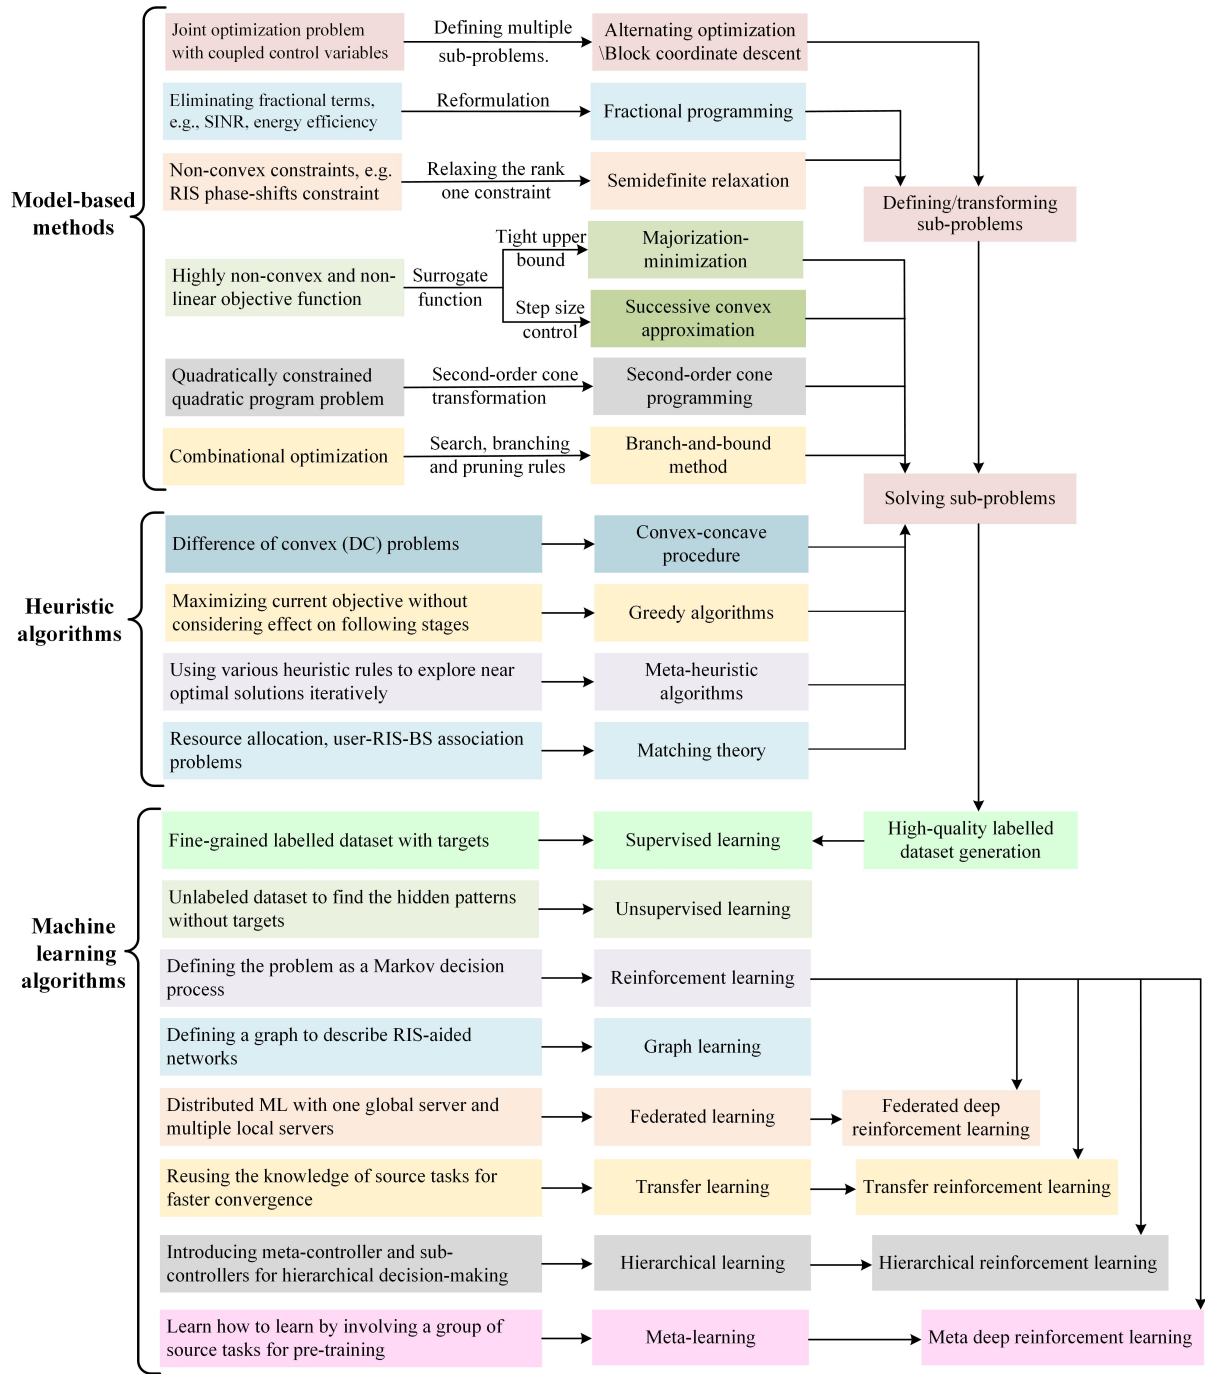 Model-based
methods
Joint optimization problem
with coupled control variables
Defining multiple
sub-problems.
Alternating optimization
\Block coordinate descent
Eliminating fractional terms,
e.g., SINR, energy efficiency
Reformulation
Fractional programming
Non-convex constraints, e.g.
RIS phase-shifts constraint
Relaxing the rank
one constraint
Semidefinite relaxation
Defining/transforming
sub-problems
Highly non-convex and non-
linear objective function
Surrogate
function
Tight upper
bound
Majorization-
minimization
Step size
control
Successive convex
approximation
Quadratically constrained
quadratic program problem
Second-order cone
transformation
Second-order cone
programming
Combinational optimization
Search, branching
and pruning rules
Branch-and-bound
method
Solving sub-problems
Heuristic
algorithms
Difference of convex (DC) problems
Convex-concave
procedure
Maximizing current objective without
considering effect on following stages
Greedy algorithms
Using various heuristic rules to explore near
optimal solutions iteratively
Meta-heuristic
algorithms
Resource allocation, user-RIS-BS association
problems
Matching theory
Machine
learning
algorithms
Fine-grained labelled dataset with targets
Supervised learning
High-quality labelled
dataset generation
Unlabeled dataset to find the hidden patterns
without targets
Unsupervised learning
Defining the problem as a Markov decision
process
Reinforcement learning
Defining a graph to describe RIS-aided
networks
Graph learning
Distributed ML with one global server and
multiple local servers
Federated learning
Federated deep
reinforcement learning
Reusing the knowledge of source tasks for
faster convergence
Transfer learning
Transfer reinforcement learning
Introducing meta-controller and sub-
controllers for hierarchical decision-making
Hierarchical learning
Hierarchical reinforcement learning
Learn how to learn by involving a group of
source tasks for pre-training
Meta-learning
Meta deep reinforcement learning